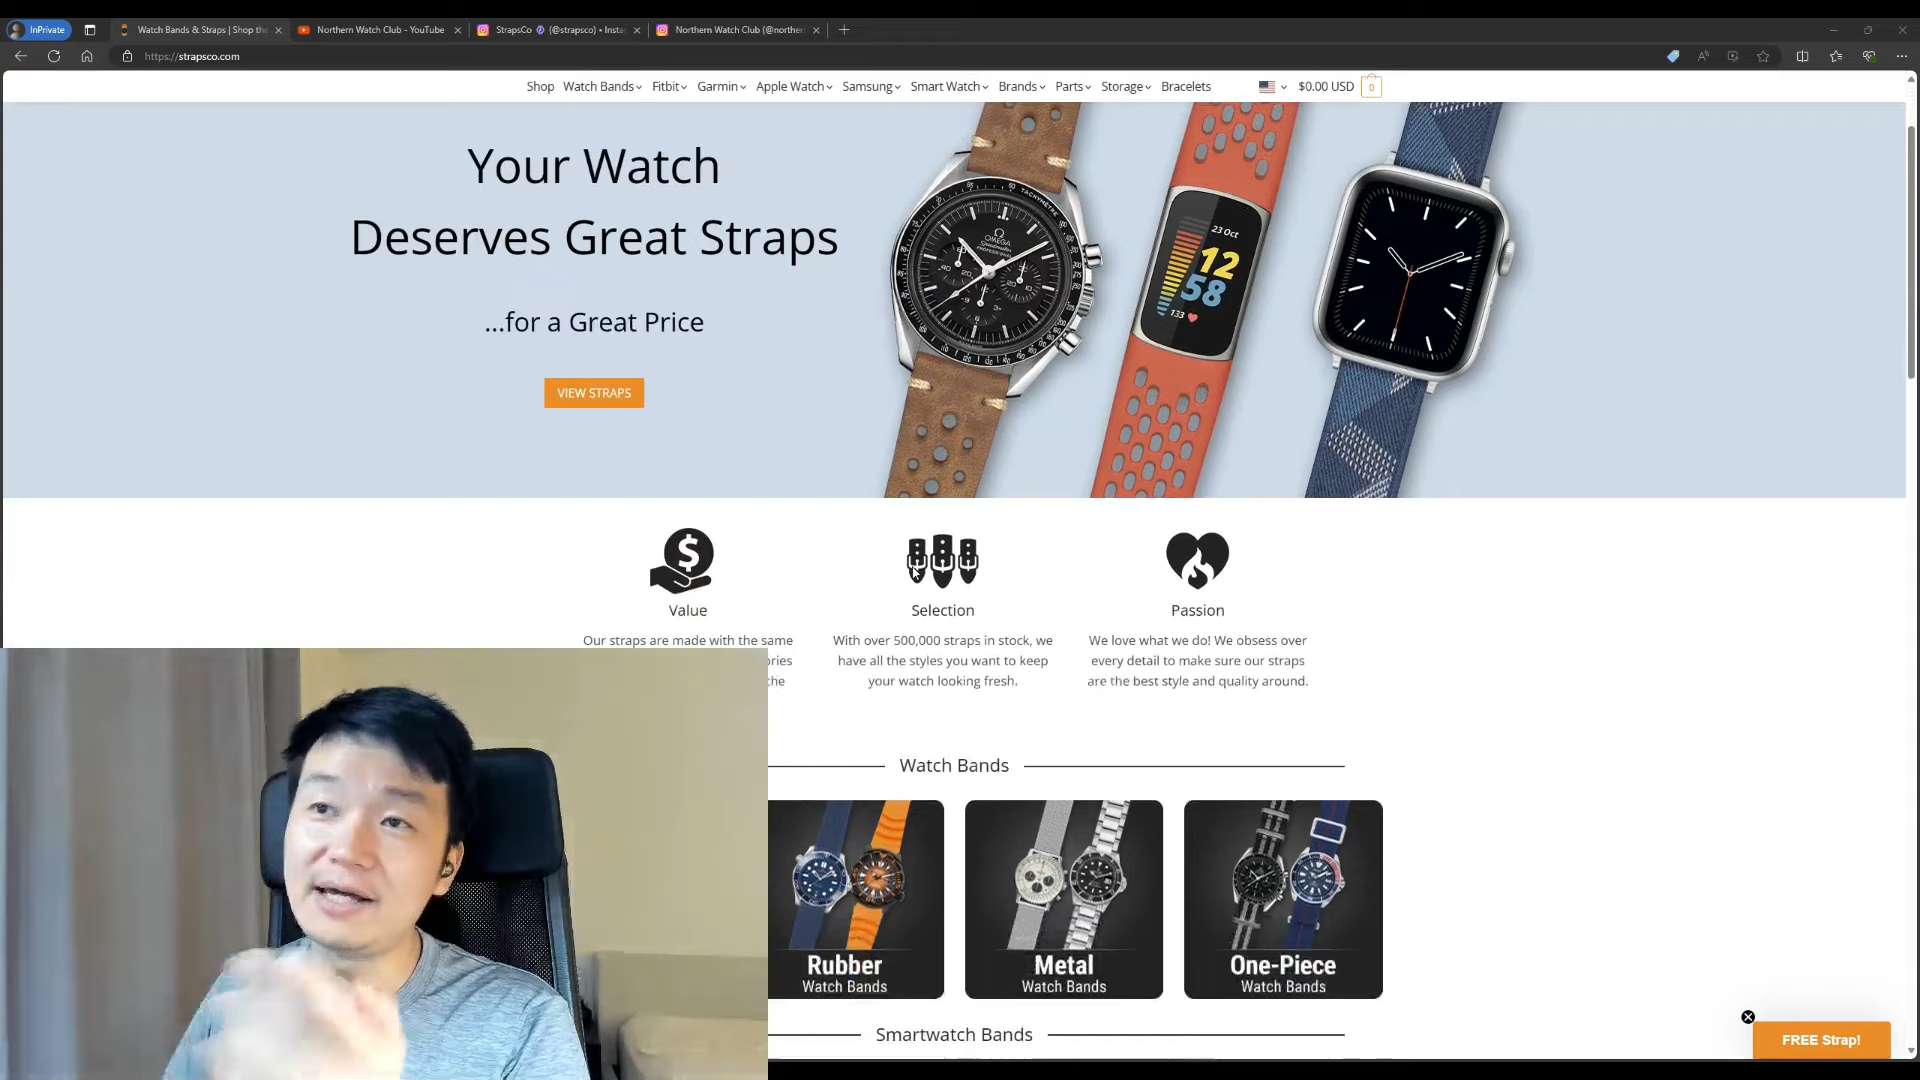 InPrivate
Watch Bands & Straps | Shop the
Northern Watch Club - YouTube
StrapsCo (@strapsco) • Insta
Northern Watch Club (@norther
https://strapsco.com
Shop Watch Bands Fitbit Garmin Apple Watch Samsung Smart Watch Brands Parts Storage Bracelets $0.00 USD 0
Your Watch
Deserves Great Straps
...for a Great Price
VIEW STRAPS
TACHYMETRE
OMEGA
Speedmaster
PROFESSIONAL
23 Oct
12
58
133
Value
Our straps are made with the same
ories
the
Selection
With over 500,000 straps in stock, we
have all the styles you want to keep
your watch looking fresh.
Passion
We love what we do! We obsess over
every detail to make sure our straps
are the best style and quality around.
Watch Bands
Rubber
Watch Bands
Metal
Watch Bands
One-Piece
Watch Bands
Smartwatch Bands
FREE Strap!